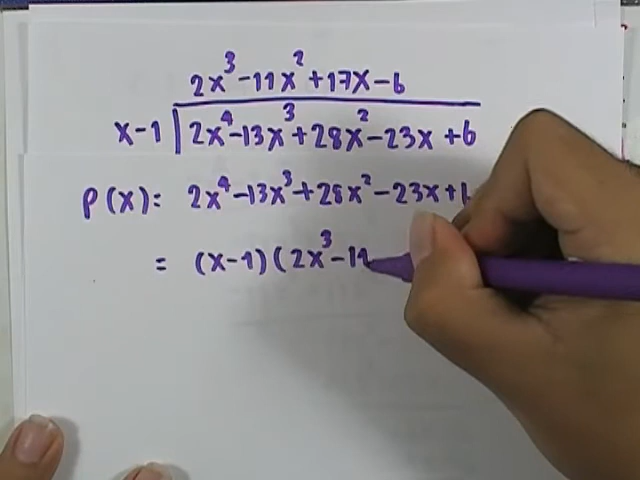 2x³-11x²+17x-6
x-1 2x⁴-13x³+28x²-23x+6
P(x): 2x⁴-13x³+28x²-23x+6
= (x-1)(2x³-11